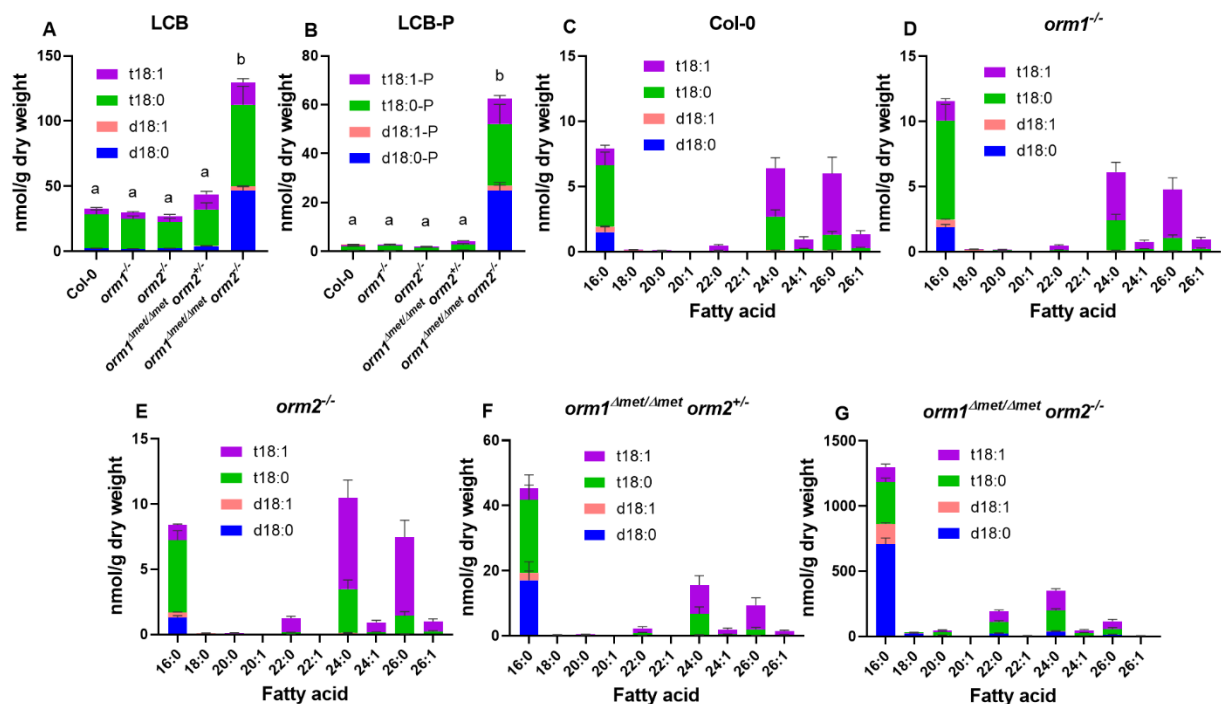 A
LCB
nmol/g dry weight
150
100
50
0
t18:1
t18:0
d18:1
d18:0
a
a
a
a
b
Col-0
orm1-/-
orm2-/-
orm1Δmet/Δmet orm2+/-
orm1Δmet/Δmet orm2-/-
B
LCB-P
nmol/g dry weight
80
60
40
20
0
t18:1-P
t18:0-P
d18:1-P
d18:0-P
a
a
a
a
b
Col-0
orm1-/-
orm2-/-
orm1Δmet/Δmet orm2+/-
orm1Δmet/Δmet orm2-/-
C
Col-0
nmol/g dry weight
15
10
5
0
t18:1
t18:0
d18:1
d18:0
16:0
18:0
20:0
20:1
22:0
22:1
24:0
24:1
26:0
26:1
Fatty acid
D
orm1-/-
nmol/g dry weight
15
10
5
0
t18:1
t18:0
d18:1
d18:0
16:0
18:0
20:0
20:1
22:0
22:1
24:0
24:1
26:0
26:1
Fatty acid
E
orm2-/-
nmol/g dry weight
15
10
5
0
t18:1
t18:0
d18:1
d18:0
16:0
18:0
20:0
20:1
22:0
22:1
24:0
24:1
26:0
26:1
Fatty acid
F
orm1Δmet/Δmet orm2+/-
nmol/g dry weight
60
40
20
0
t18:1
t18:0
d18:1
d18:0
16:0
18:0
20:0
20:1
22:0
22:1
24:0
24:1
26:0
26:1
Fatty acid
G
orm1Δmet/Δmet orm2-/-
nmol/g dry weight
1500
1000
500
0
t18:1
t18:0
d18:1
d18:0
16:0
18:0
20:0
20:1
22:0
22:1
24:0
24:1
26:0
26:1
Fatty acid